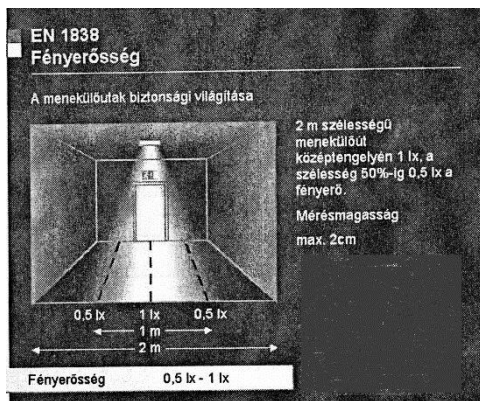 EN 1838
Fényerősség
A menekülőutak biztonsági világítása
2 m szélességű
menekülőút
középtengelyén 1 lx, a
szélesség 50%-ig 0,5 lx a
fényerő.
Mérésmagasság
max. 2cm
0,5 lx 1 lx 0,5 lx
1 m
2 m
Fényerősség 0,5 lx - 1 lx